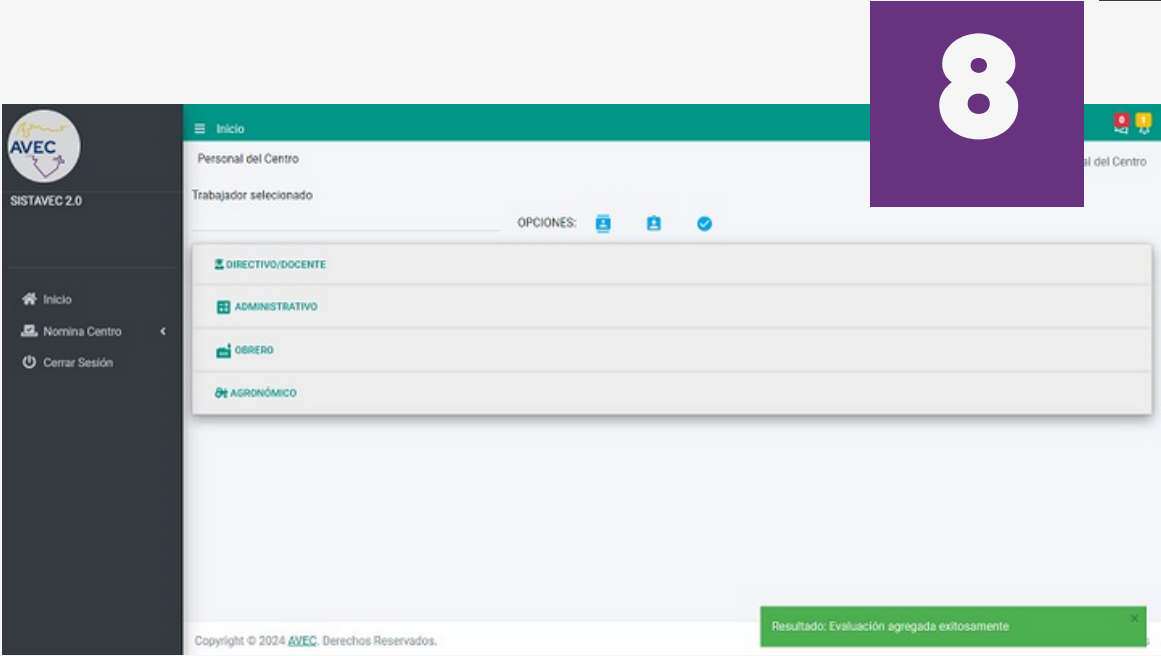 8
AVEC
Inicio
0
1
Personal del Centro
al del Centro
SISTAVEC 2.0
Trabajador selecionado
OPCIONES:
DIRECTIVO/DOCENTE
Inicio
ADMINISTRATIVO
Nomina Centro
OBRERO
Cerrar Sesión
AGRONÓMICO
Resultado: Evaluación agregada exitosamente
×
Copyright © 2024 AVEC. Derechos Reservados.